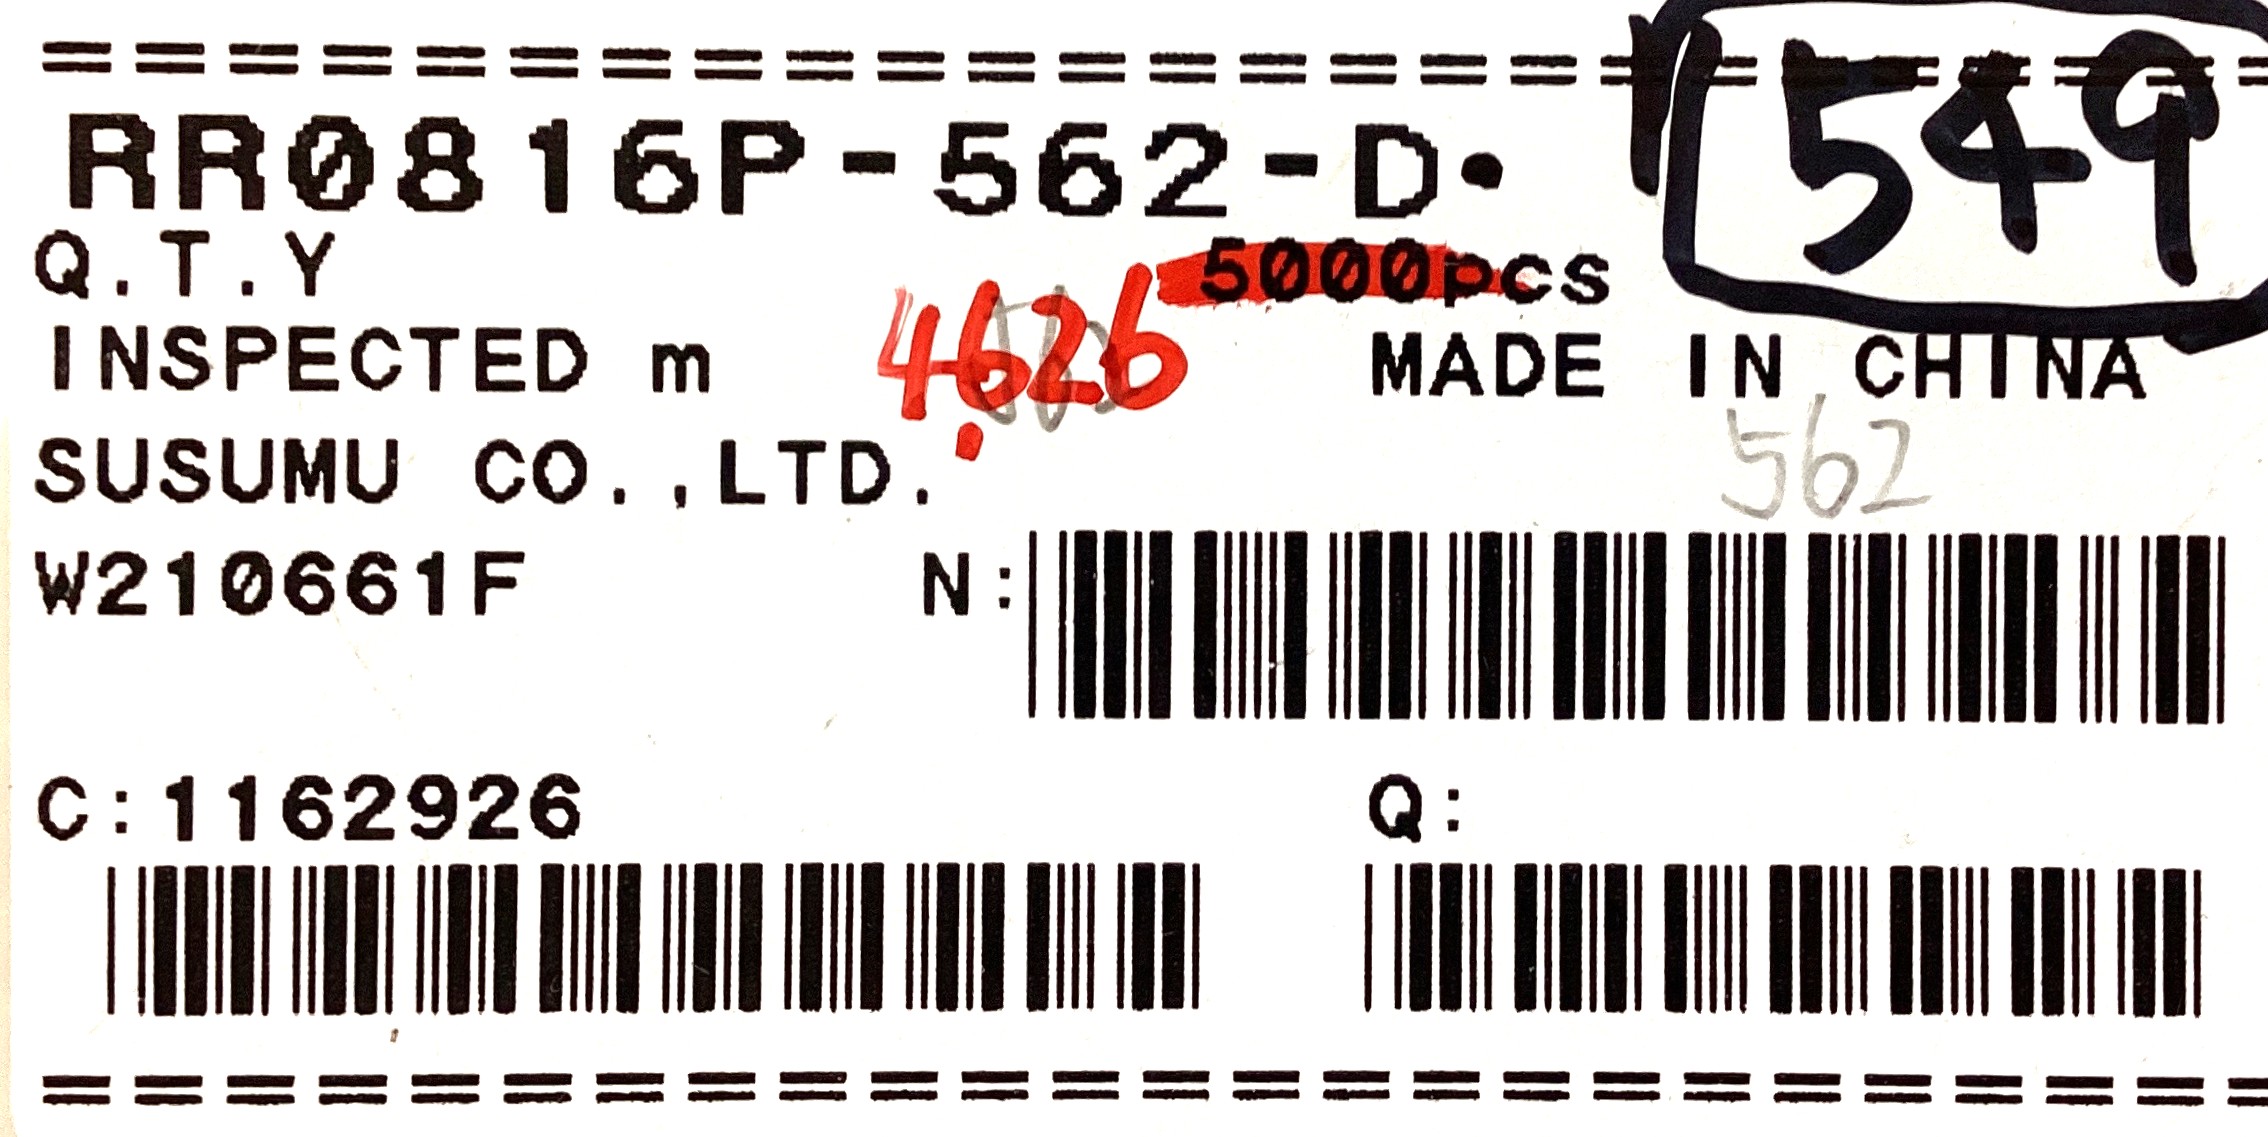 ====================
549
RR0816P-562-D•
Q.T.Y 5000pcs
4626
INSPECTED m MADE IN CHINA
562
SUSUMU CO.,LTD.
W210661F N:
C:1162926 Q:
====================